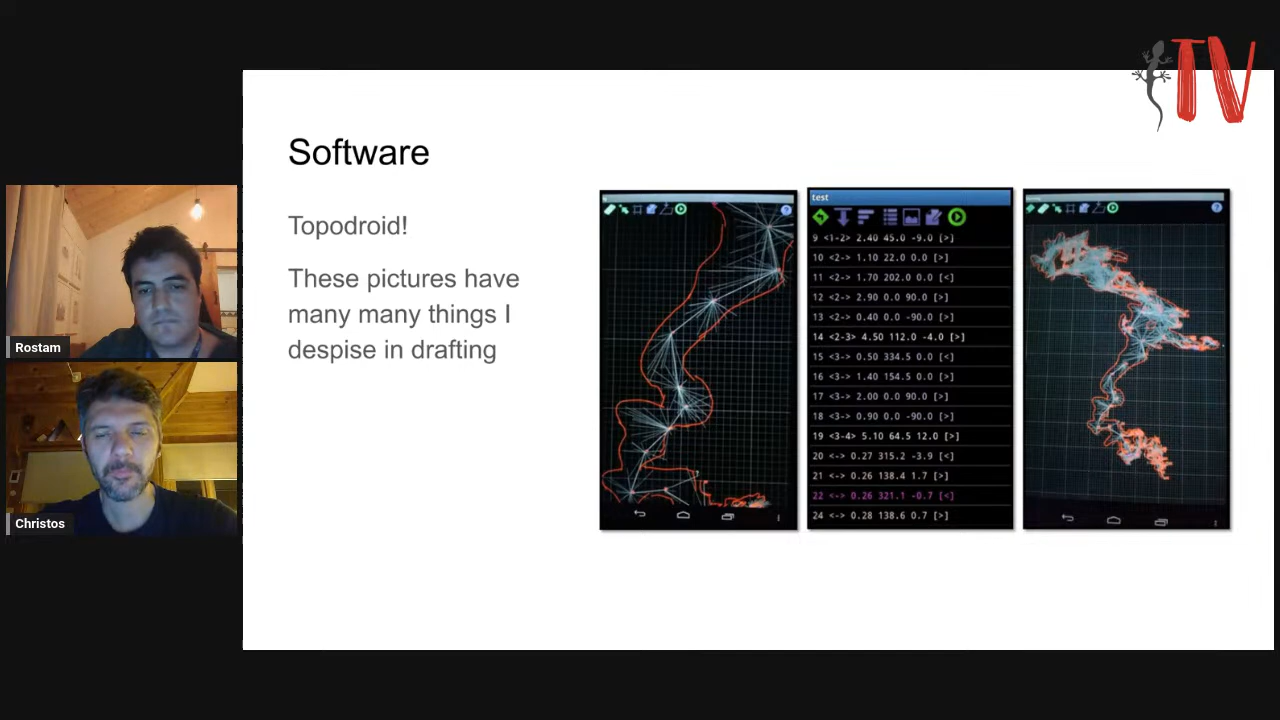 TV
Software
Topodroid!
These pictures have
many many things I
despise in drafting
test
9 <1-2> 2.40 45.0 -9.0 [>]
10 <2-> 1.10 22.0 0.0 [>]
11 <2-> 1.70 202.0 0.0 [<]
12 <2-> 2.90 0.0 90.0 [>]
13 <2-> 0.40 0.0 -90.0 [>]
14 <2-3> 4.50 112.0 -4.0 [>]
15 <3-> 0.50 334.5 0.0 [<]
16 <3-> 1.40 154.5 0.0 [>]
17 <3-> 2.00 0.0 90.0 [>]
18 <3-> 0.90 0.0 -90.0 [>]
19 <3-4> 5.10 64.5 12.0 [>]
20 <-> 0.27 315.2 -3.9 [<]
21 <-> 0.26 138.4 1.7 [>]
22 <-> 0.26 321.1 -0.7 [<]
24 <-> 0.28 138.6 0.7 [>]
Rostam
Christos